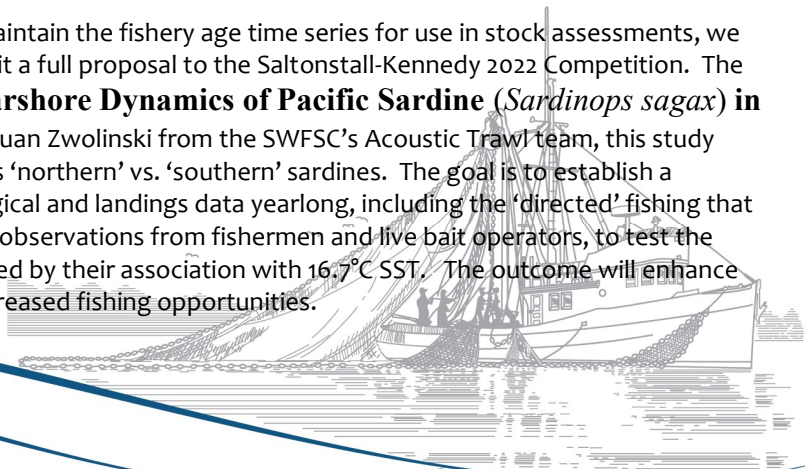 aintain the fishery age time series for use in stock assessments, we
it a full proposal to the Saltonstall-Kennedy 2022 Competition. The
arshore Dynamics of Pacific Sardine (Sardinops sagax) in
uan Zwolinski from the SWFSC's Acoustic Trawl team, this study
s 'northern' vs. 'southern' sardines. The goal is to establish a
gical and landings data yearlong, including the 'directed' fishing that
observations from fishermen and live bait operators, to test the
ed by their association with 16.7°C SST. The outcome will enhance
reased fishing opportunities.